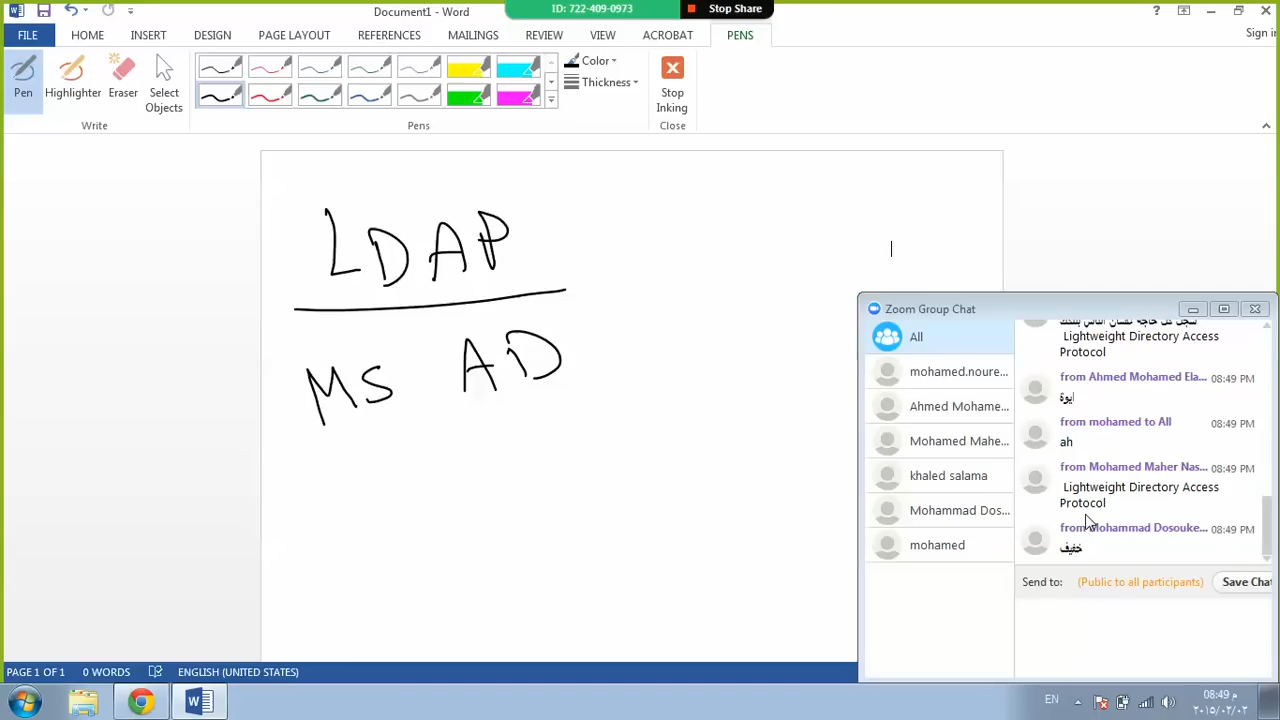 Document1 - Word
ID: 722-409-0973
Stop Share
FILE HOME INSERT DESIGN PAGE LAYOUT REFERENCES MAILINGS REVIEW VIEW ACROBAT PENS
Sign in
Pen Highlighter Eraser Select Objects
Color
Thickness
Stop Inking
Write Pens Close
LDAP
MS AD
Zoom Group Chat
All
mohamed.noure...
Ahmed Mohame...
Mohamed Mahe...
khaled salama
Mohammad Dos...
mohamed
Lightweight Directory Access
Protocol
from Ahmed Mohamed Ela... 08:49 PM
ايوة
from mohamed to All 08:49 PM
ah
from Mohamed Maher Nas... 08:49 PM
Lightweight Directory Access
Protocol
from Mohammad Dosouke... 08:49 PM
خفيف
Send to: (Public to all participants) Save Chat
PAGE 1 OF 1 0 WORDS ENGLISH (UNITED STATES)
EN
08:49 م
٢٠١٥/٠٢/٠٢